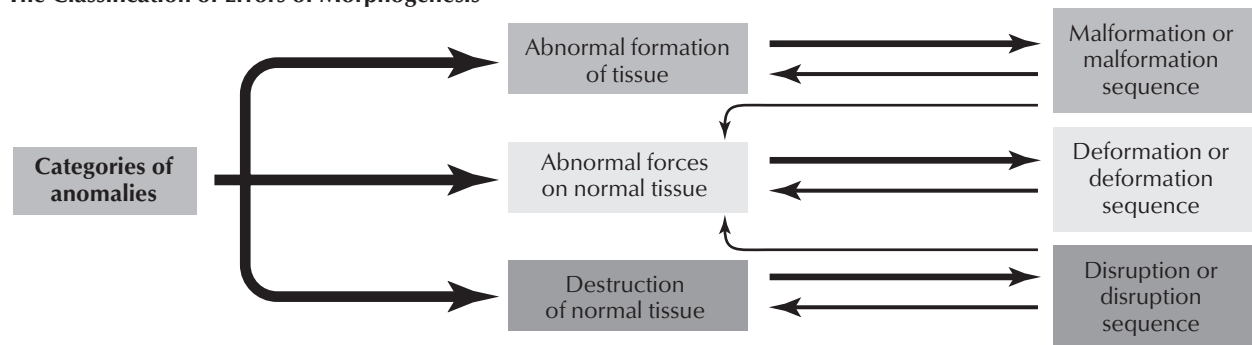 The Classification of Errors of Morphogenesis
Categories of
anomalies
Abnormal formation
of tissue
Malformation or
malformation
sequence
Abnormal forces
on normal tissue
Deformation or
deformation
sequence
Destruction
of normal tissue
Disruption or
disruption
sequence